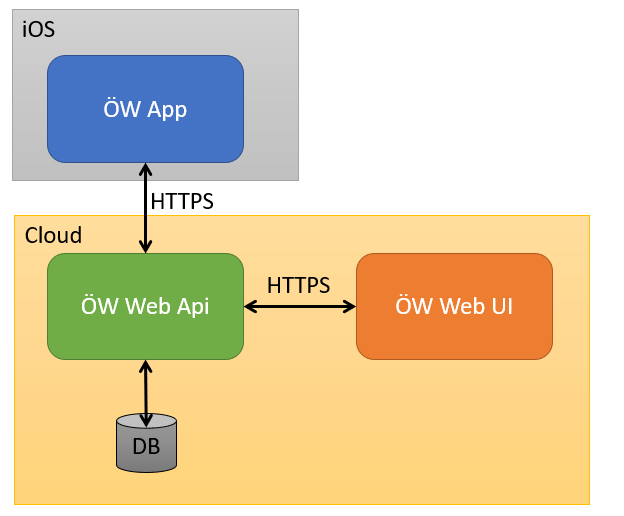 iOS
ÖW App
HTTPS
Cloud
ÖW Web Api
HTTPS
ÖW Web UI
DB